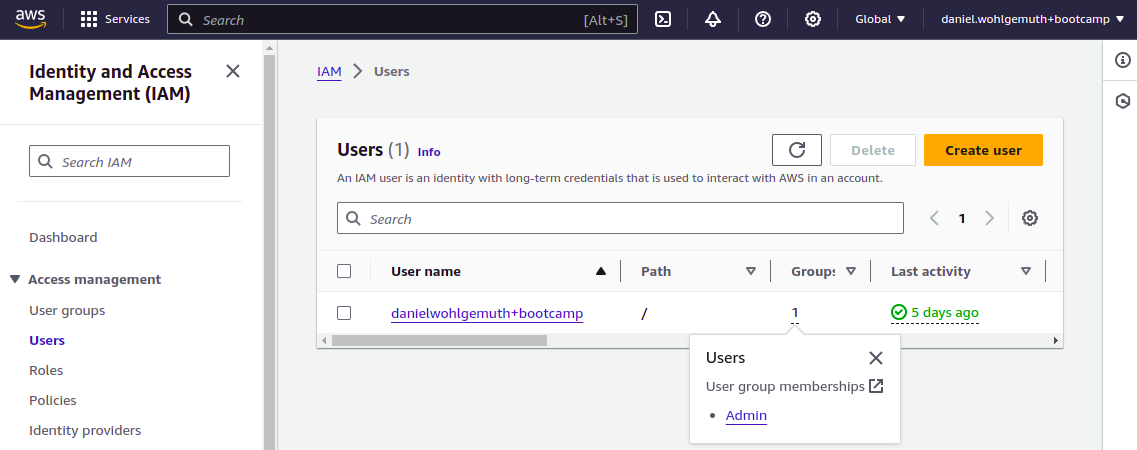 aws
Services
Search
[Alt+S]
Global
daniel.wohlgemuth+bootcamp
Identity and Access
Management (IAM)
Search IAM
Dashboard
Access management
User groups
Users
Roles
Policies
Identity providers
IAM
Users
Users (1)
Info
Delete
Create user
An IAM user is an identity with long-term credentials that is used to interact with AWS in an account.
Search
1
User name
Path
Groups
Last activity
danielwohlgemuth+bootcamp
/
1
5 days ago
Users
User group memberships
Admin